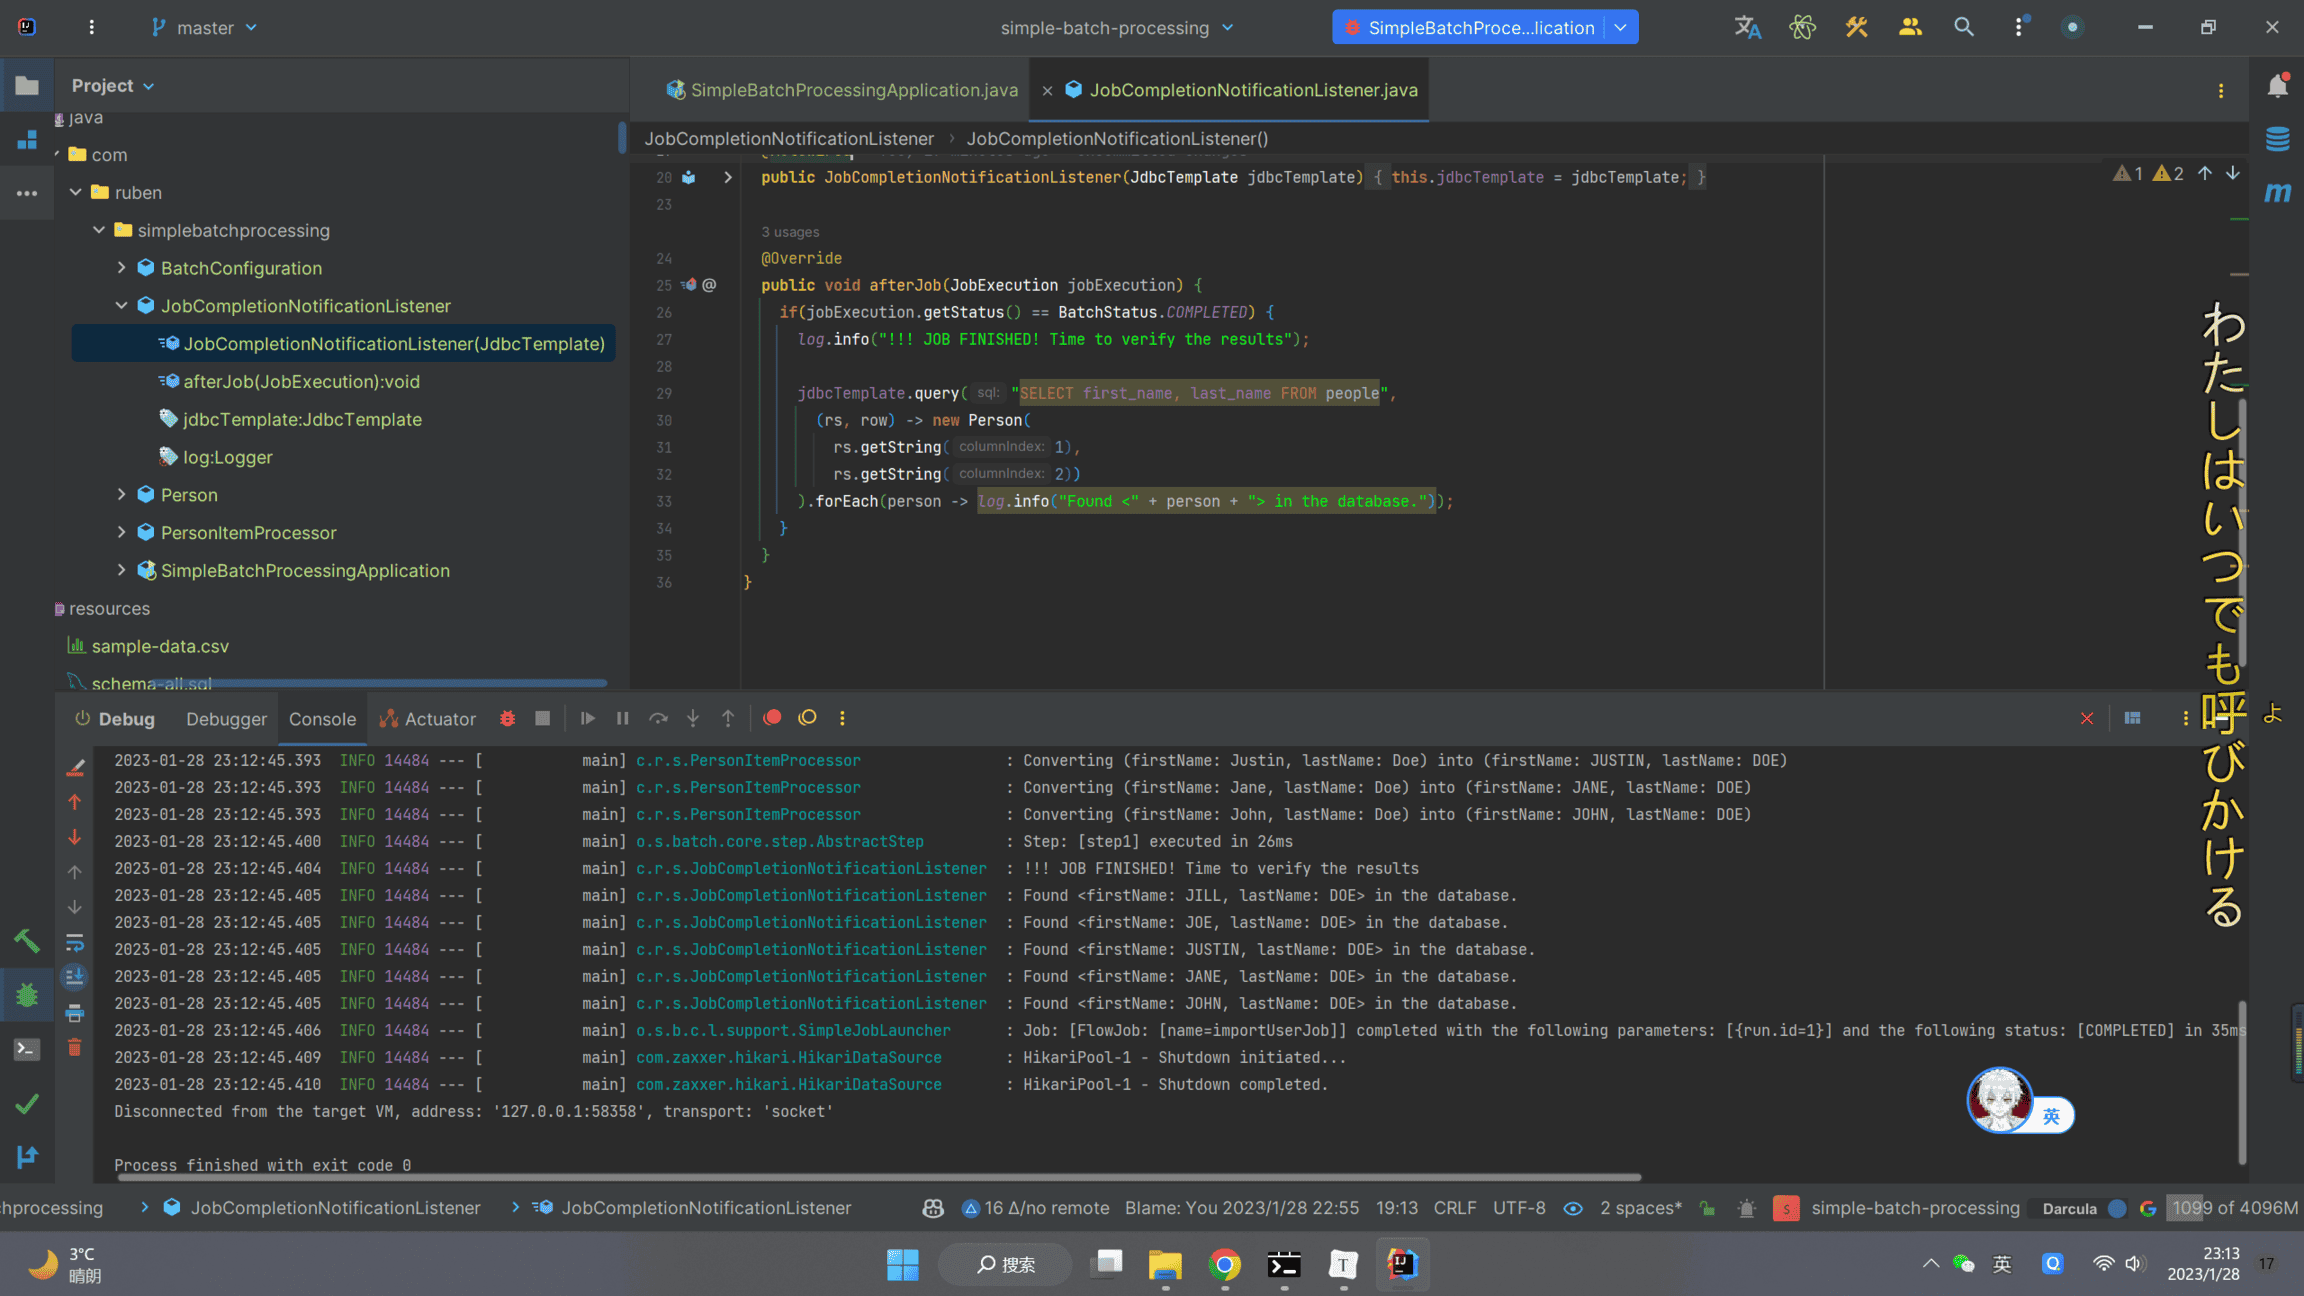 master
simple-batch-processing
SimpleBatchProce...lication
Project
SimpleBatchProcessingApplication.java
JobCompletionNotificationListener.java
java
com
ruben
simplebatchprocessing
BatchConfiguration
JobCompletionNotificationListener
JobCompletionNotificationListener(JdbcTemplate)
afterJob(JobExecution):void
jdbcTemplate:JdbcTemplate
log:Logger
Person
PersonItemProcessor
SimpleBatchProcessingApplication
resources
sample-data.csv
schema-all.sql
JobCompletionNotificationListener › JobCompletionNotificationListener()
20 public JobCompletionNotificationListener(JdbcTemplate jdbcTemplate) { this.jdbcTemplate = jdbcTemplate; }
23
3 usages
24 @Override
25 @ public void afterJob(JobExecution jobExecution) {
26 if(jobExecution.getStatus() == BatchStatus.COMPLETED) {
27 log.info("!!! JOB FINISHED! Time to verify the results");
28
29 jdbcTemplate.query( sql: "SELECT first_name, last_name FROM people",
30 (rs, row) -> new Person(
31 rs.getString( columnIndex: 1),
32 rs.getString( columnIndex: 2))
33 ).forEach(person -> log.info("Found <" + person + "> in the database."));
34 }
35 }
36 }
1 2
m
わたしはいつでも呼びかける
よ
Debug Debugger Console Actuator
2023-01-28 23:12:45.393 INFO 14484 --- [ main] c.r.s.PersonItemProcessor : Converting (firstName: Justin, lastName: Doe) into (firstName: JUSTIN, lastName: DOE)
2023-01-28 23:12:45.393 INFO 14484 --- [ main] c.r.s.PersonItemProcessor : Converting (firstName: Jane, lastName: Doe) into (firstName: JANE, lastName: DOE)
2023-01-28 23:12:45.393 INFO 14484 --- [ main] c.r.s.PersonItemProcessor : Converting (firstName: John, lastName: Doe) into (firstName: JOHN, lastName: DOE)
2023-01-28 23:12:45.400 INFO 14484 --- [ main] o.s.batch.core.step.AbstractStep : Step: [step1] executed in 26ms
2023-01-28 23:12:45.404 INFO 14484 --- [ main] c.r.s.JobCompletionNotificationListener : !!! JOB FINISHED! Time to verify the results
2023-01-28 23:12:45.405 INFO 14484 --- [ main] c.r.s.JobCompletionNotificationListener : Found <firstName: JILL, lastName: DOE> in the database.
2023-01-28 23:12:45.405 INFO 14484 --- [ main] c.r.s.JobCompletionNotificationListener : Found <firstName: JOE, lastName: DOE> in the database.
2023-01-28 23:12:45.405 INFO 14484 --- [ main] c.r.s.JobCompletionNotificationListener : Found <firstName: JUSTIN, lastName: DOE> in the database.
2023-01-28 23:12:45.405 INFO 14484 --- [ main] c.r.s.JobCompletionNotificationListener : Found <firstName: JANE, lastName: DOE> in the database.
2023-01-28 23:12:45.405 INFO 14484 --- [ main] c.r.s.JobCompletionNotificationListener : Found <firstName: JOHN, lastName: DOE> in the database.
2023-01-28 23:12:45.406 INFO 14484 --- [ main] o.s.b.c.l.support.SimpleJobLauncher : Job: [FlowJob: [name=importUserJob]] completed with the following parameters: [{run.id=1}] and the following status: [COMPLETED] in 35ms
2023-01-28 23:12:45.409 INFO 14484 --- [ main] com.zaxxer.hikari.HikariDataSource : HikariPool-1 - Shutdown initiated...
2023-01-28 23:12:45.410 INFO 14484 --- [ main] com.zaxxer.hikari.HikariDataSource : HikariPool-1 - Shutdown completed.
Disconnected from the target VM, address: '127.0.0.1:58358', transport: 'socket'
Process finished with exit code 0
英
chprocessing › JobCompletionNotificationListener › JobCompletionNotificationListener
16 Δ/no remote Blame: You 2023/1/28 22:55 19:13 CRLF UTF-8 2 spaces* simple-batch-processing Darcula 1099 of 4096M
3°C
晴朗
搜索
英
23:13
2023/1/28
17